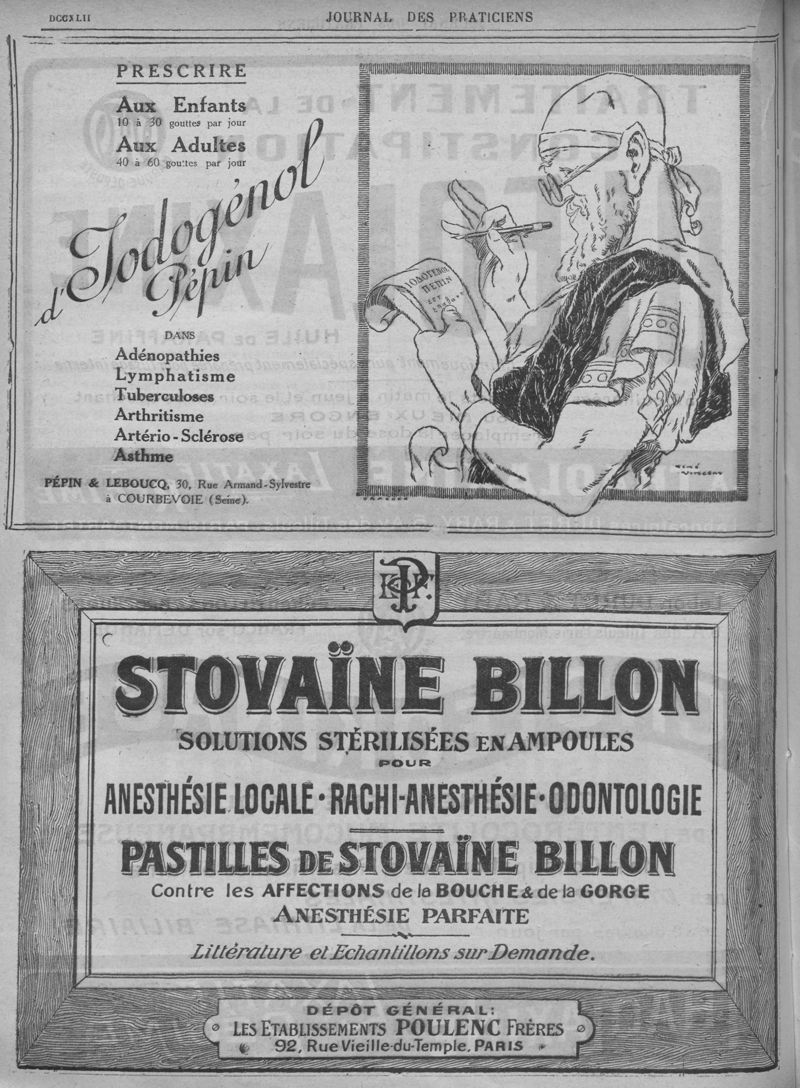 DCCXLII
JOURNAL DES PRATICIENS
PRESCRIRE
Aux Enfants
10 à 30 gouttes par jour
Aux Adultes
40 à 60 gouttes par jour
d'Iodogénol
Pépin
DANS
Adénopathies
Lymphatisme
Tuberculoses
Arthritisme
Artério-Sclérose
Asthme
PÉPIN & LEBOUCQ, 30, Rue Armand-Sylvestre
à COURBEVOIE (Seine).
IODOGENOL
PEPIN
RENÉ
VINCENT
STOVAÏNE BILLON
SOLUTIONS STÉRILISÉES EN AMPOULES
POUR
ANESTHÉSIE LOCALE · RACHI-ANESTHÉSIE · ODONTOLOGIE
PASTILLES DE STOVAÏNE BILLON
Contre les AFFECTIONS de la BOUCHE & de la GORGE
ANESTHÉSIE PARFAITE
Littérature et Echantillons sur Demande.
DÉPÔT GÉNÉRAL:
LES ETABLISSEMENTS POULENC FRÈRES
92, Rue Vieille-du-Temple, PARIS